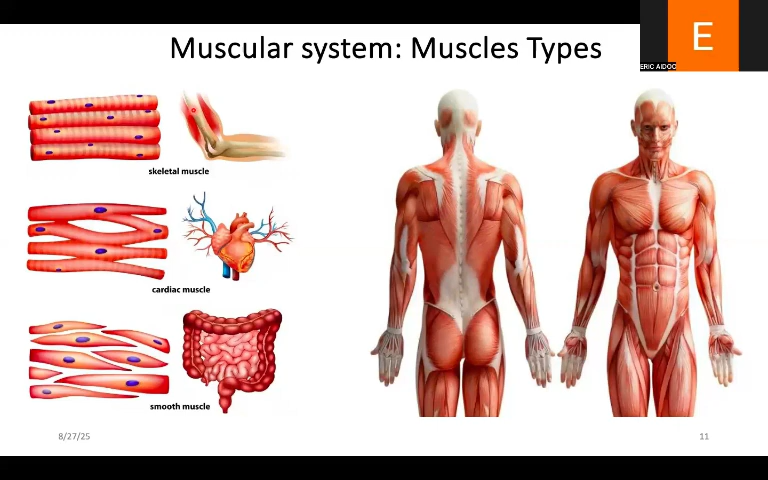 Muscular system: Muscles Types
E
ERIC AIDOO
skeletal muscle
cardiac muscle
smooth muscle
8/27/25
11